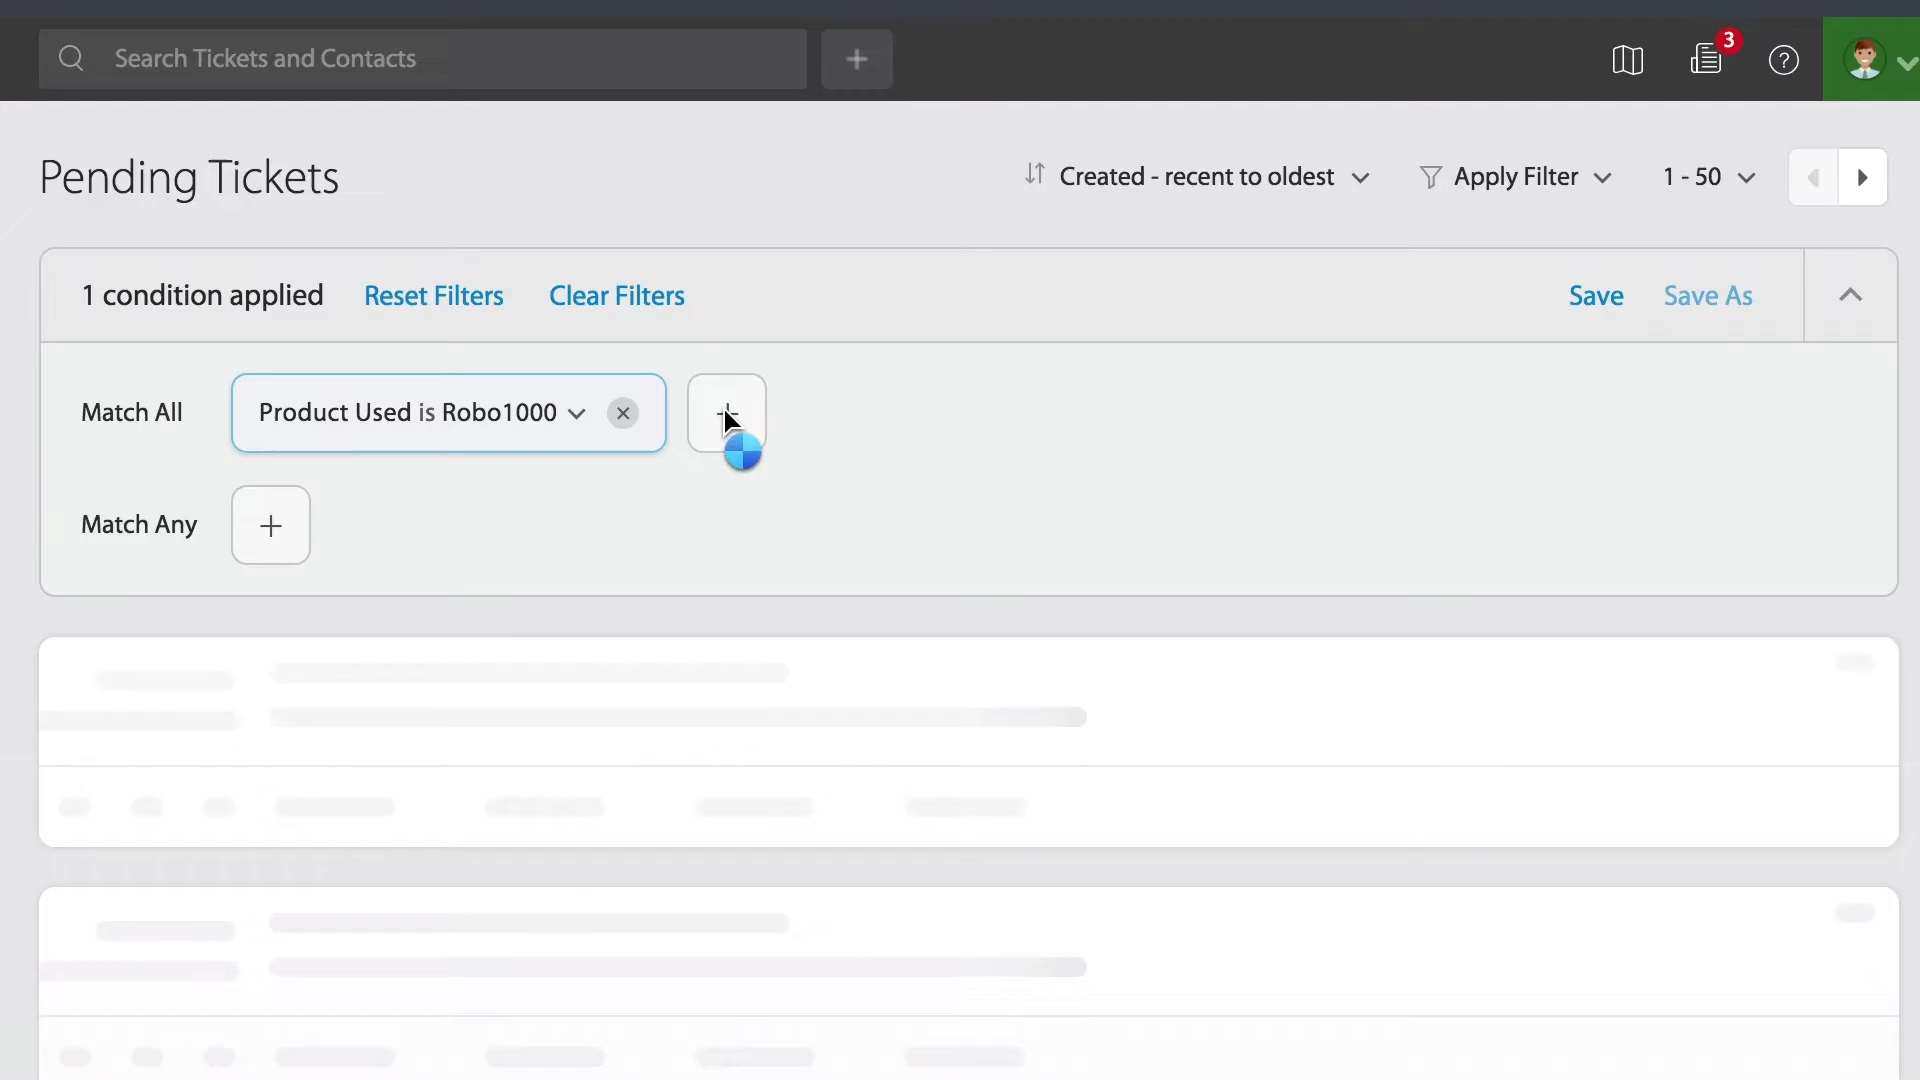 Search Tickets and Contacts
+
3
?
Pending Tickets
Created - recent to oldest
Apply Filter
1 - 50
1 condition applied
Reset Filters
Clear Filters
Save
Save As
Match All
Product Used is Robo1000
+
Match Any
+